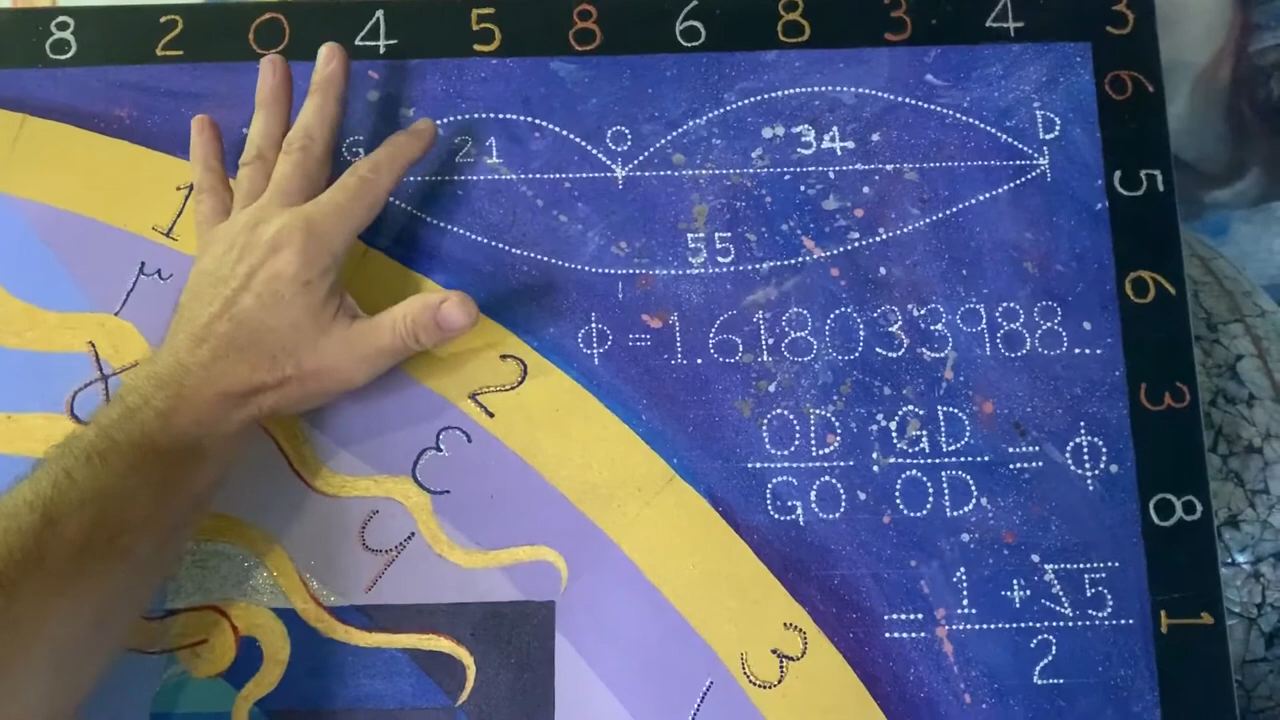 8 2 0 4 5 8 6 8 3 4 3
6 5 6 3 8 1
G 21 O 34 D
55
φ=1.618033988...
OD GD
GO OD = φ
= 1+√5
2
1 2 3
μ